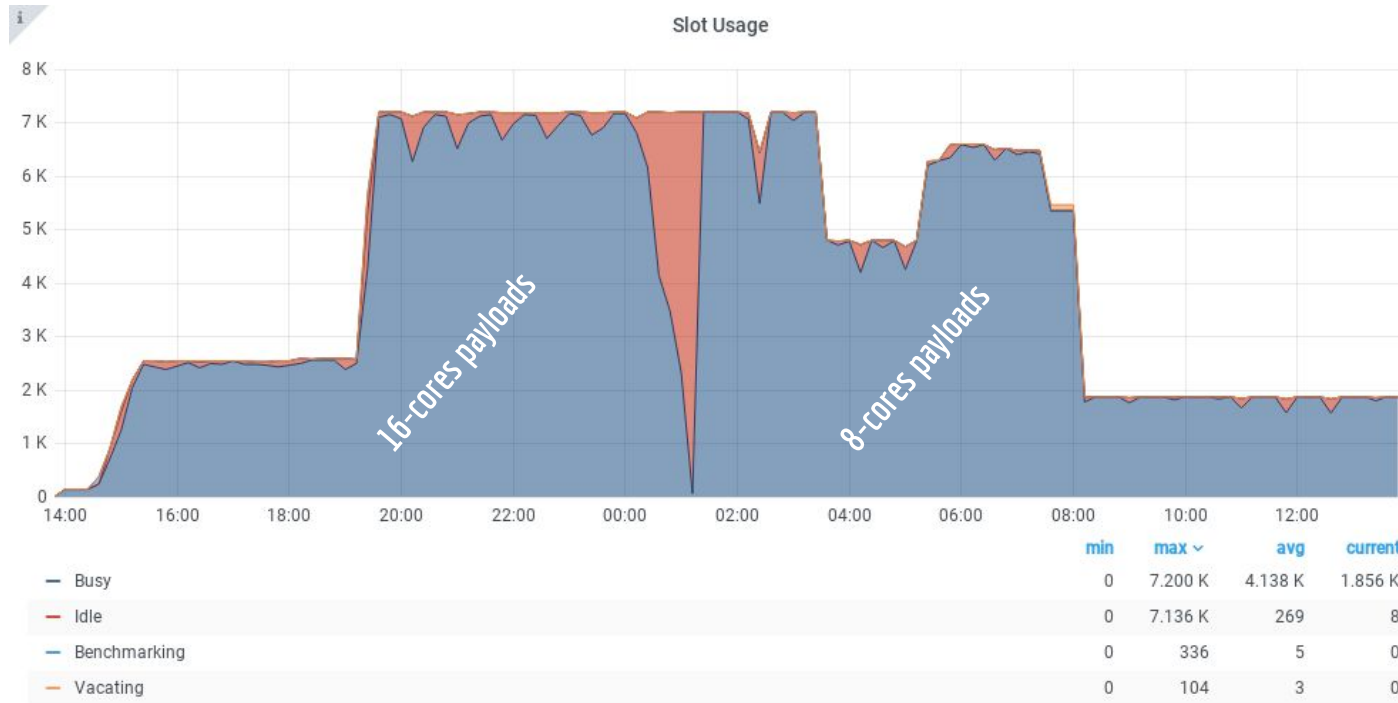 i
Slot Usage
8 K
7 K
6 K
5 K
4 K
3 K
2 K
1 K
0
16-cores payloads
8-cores payloads
14:00 16:00 18:00 20:00 22:00 00:00 02:00 04:00 06:00 08:00 10:00 12:00
min max avg current
Busy 0 7.200 K 4.138 K 1.856 K
Idle 0 7.136 K 269 8
Benchmarking 0 336 5 0
Vacating 0 104 3 0